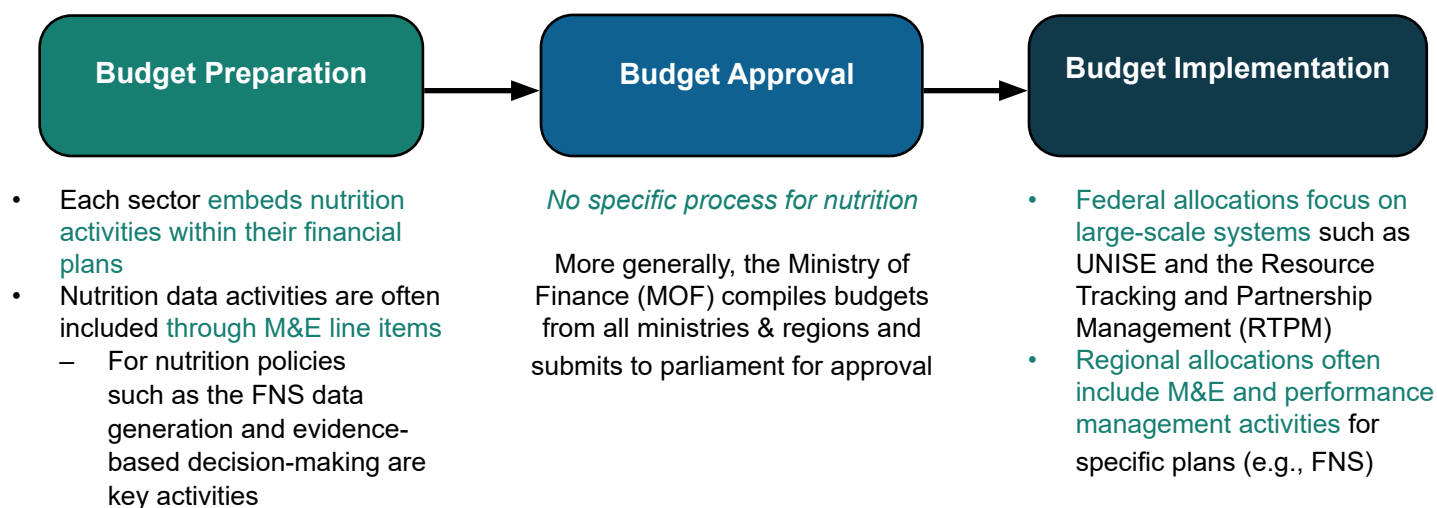 Budget Preparation
Budget Approval
Budget Implementation
• Each sector embeds nutrition
activities within their financial
plans
• Nutrition data activities are often
included through M&E line items
– For nutrition policies
such as the FNS data
generation and evidence-
based decision-making are
key activities
No specific process for nutrition
More generally, the Ministry of
Finance (MOF) compiles budgets
from all ministries & regions and
submits to parliament for approval
• Federal allocations focus on
large-scale systems such as
UNISE and the Resource
Tracking and Partnership
Management (RTPM)
• Regional allocations often
include M&E and performance
management activities for
specific plans (e.g., FNS)